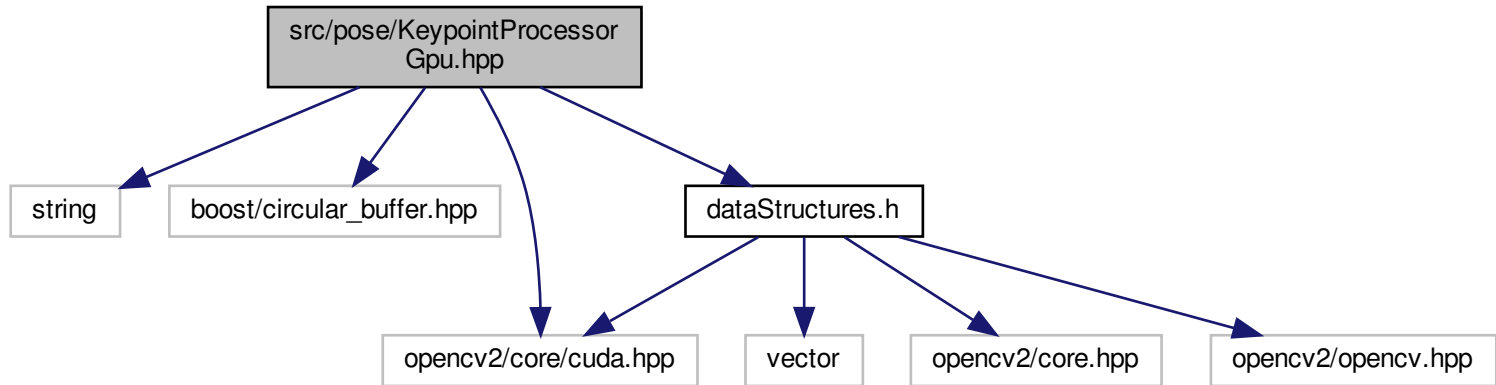 src/pose/KeypointProcessor
Gpu.hpp
string
boost/circular_buffer.hpp
dataStructures.h
opencv2/core/cuda.hpp
vector
opencv2/core.hpp
opencv2/opencv.hpp